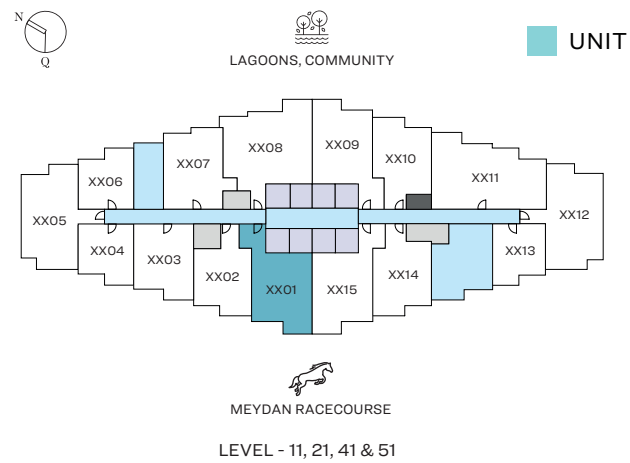 N
Q
LAGOONS, COMMUNITY
UNIT
XX08
XX09
XX07
XX10
XX06
XX11
XX05
XX12
XX04
XX03
XX02
XX01
XX15
XX14
XX13
MEYDAN RACECOURSE
LEVEL - 11, 21, 41 & 51